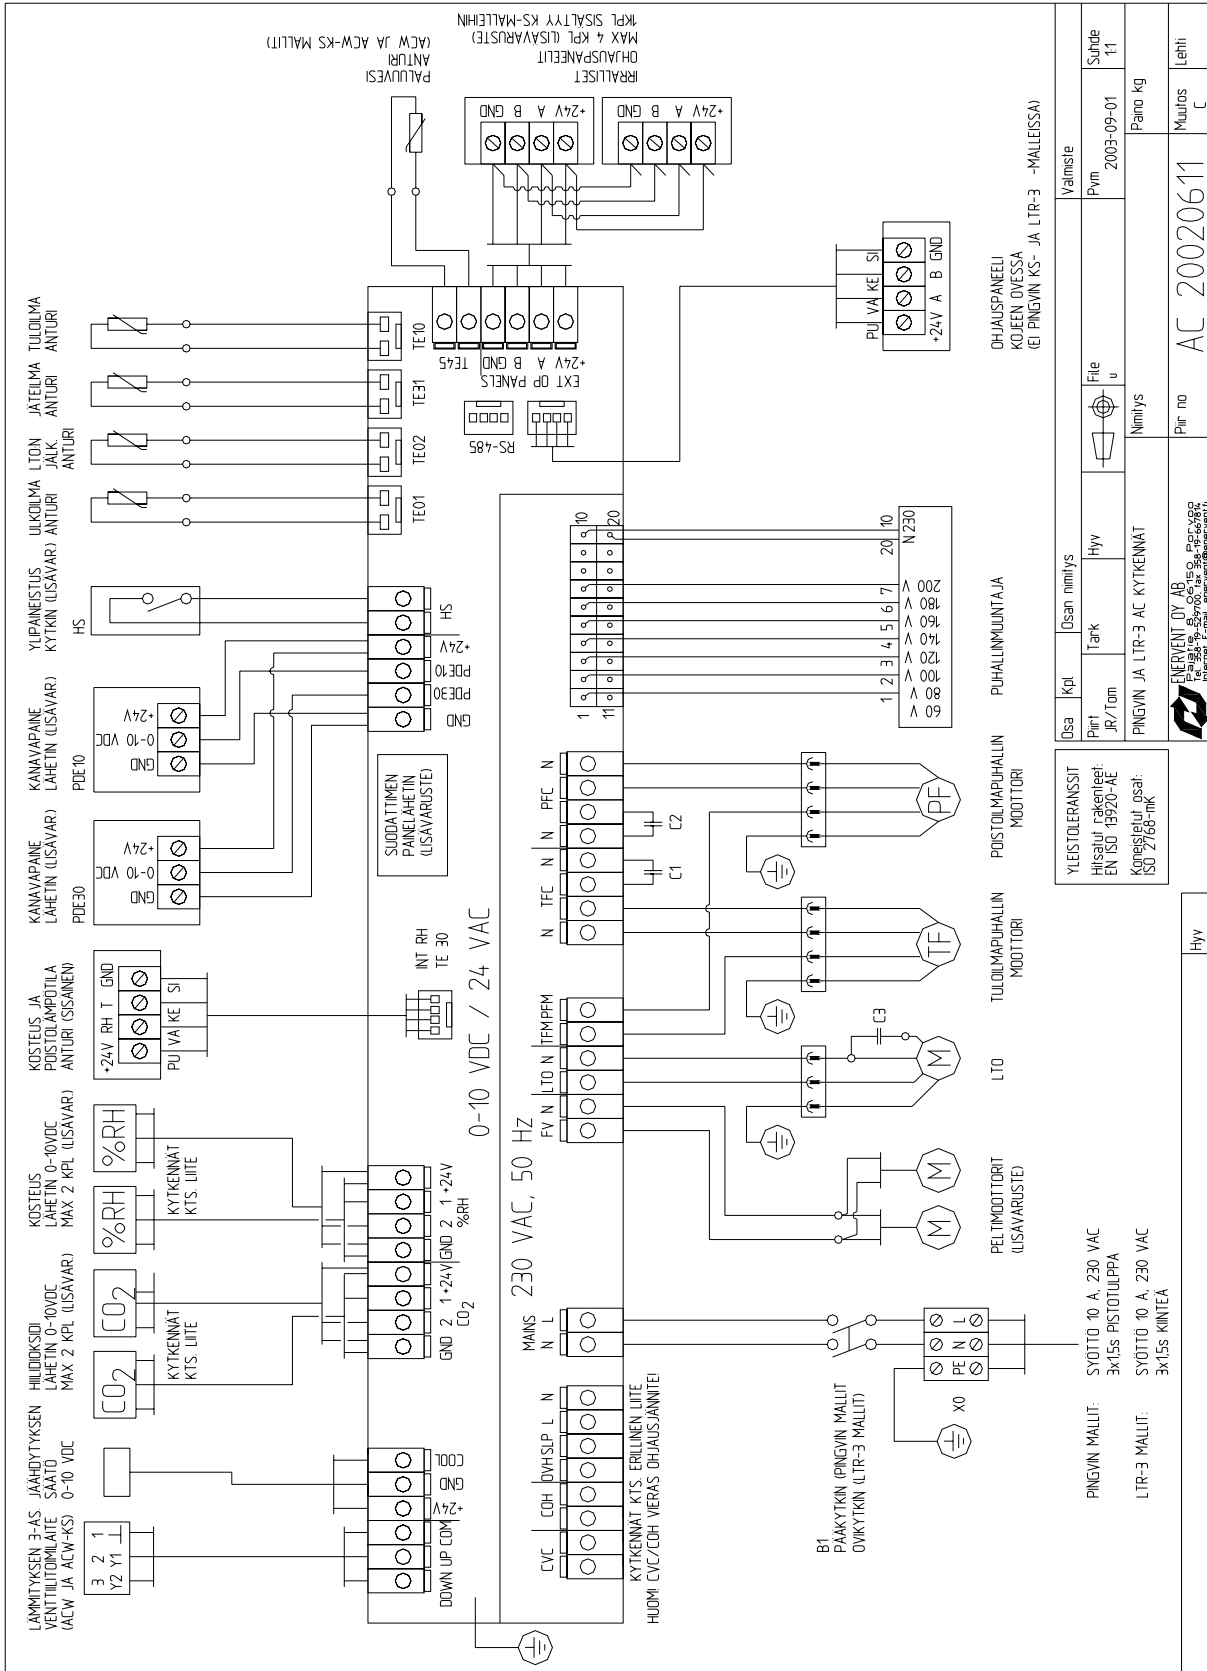 LÄMMITYKSEN 3-AS.
VENTTIILITOIMILAITE
(ACW JA ACW-KS)
3 2 1
Y2 Y1 ⊥
JÄÄHDYTYKSEN
SÄÄTÖ
0-10 VDC
HIILIDIOKSIDI
LÄHETIN 0-10VDC
MAX 2 KPL (LISÄVAR.)
CO2
CO2
KYTKENNÄT
KTS. LIITE
KOSTEUS
LÄHETIN 0-10VDC
MAX 2 KPL (LISÄVAR.)
%RH
%RH
KYTKENNÄT
KTS. LIITE
KOSTEUS JA
POISTOLÄMPÖTILA
ANTURI (SISÄINEN)
+24V RH T GND
PU VA KE SI
KANAVAPAINE
LÄHETIN (LISÄVAR.)
PDE30
GND
0-10 VDC
+24V
KANAVAPAINE
LÄHETIN (LISÄVAR.)
PDE10
GND
0-10 VDC
+24V
YLIPAINEISTUS
KYTKIN (LISÄVAR.)
HS
ULKOILMA
ANTURI
LTO:N
JÄLK.
ANTURI
JÄTEILMA
ANTURI
TULOILMA
ANTURI
PALUUVESI
ANTURI
(ACW JA ACW-KS MALLIT)
IRRALLISET
OHJAUSPANEELIT
MAX 4 KPL (LISÄVARUSTE)
1KPL SISÄLTYY KS-MALLEIHIN
+24V A B GND
+24V A B GND
DOWN UP COM
+24V
GND
COOL
GND 2 1 +24V
CO2
GND 2 1 +24V
%RH
INT RH
TE 30
SUODATTIMEN
PAINELÄHETIN
(LISÄVARUSTE)
GND
PDE30
PDE10
+24V
HS
TE01
TE02
TE31
TE10
TE45
+24V A B GND
EXT OP PANELS
RS-485
0-10 VDC / 24 VAC
230 VAC, 50 HZ
CVC COH OVH SLP L N
KYTKENNÄT KTS. ERILLINEN LIITE
HUOM! CVC/COH VIERAS OHJAUSJÄNNITE!
MAINS
N L
FV N LTO N TFM PFM
N TFC N N PFC N
C1
C2
1 10
11 20
PU VA KE SI
+24V A B GND
OHJAUSPANEELI
KOJEEN OVESSA
(EI PINGVIN KS- JA LTR-3 -MALLEISSA)
B1
PÄÄKYTKIN (PINGVIN MALLIT
OVIKYTKIN (LTR-3 MALLIT)
PE N L
X0
PINGVIN MALLIT:
SYÖTTÖ 10 A, 230 VAC
3x1,5s PISTOTULPPA
LTR-3 MALLIT:
SYÖTTÖ 10 A, 230 VAC
3x1,5s KIINTEÄ
M
M
PELTIMOOTTORIT
(LISÄVARUSTE)
C3
M
LTO
TF
TULOILMAPUHALLIN
MOOTTORI
PF
POISTOILMAPUHALLIN
MOOTTORI
1 2 3 4 5 6 7 20 10
60 V
80 V
100 V
120 V
140 V
160 V
180 V
200 V
N 230
PUHALLINMUUNTAJA
YLEISTOLERANSSIT
Hitsatut rakenteet:
EN ISO 13920-AE
Koneistetut osat:
ISO 2768-mK
Hyv
Osa Kpl Osan nimitys Valmiste
Piirt
JR/Tom
Tark Hyv File
u
Pvm
2003-09-01
Suhde
1:1
PINGVIN JA LTR-3 AC KYTKENNÄT
Nimitys
Paino kg
ENERVENT OY AB
Piir no
AC 20020611
Muutos
C
Lehti